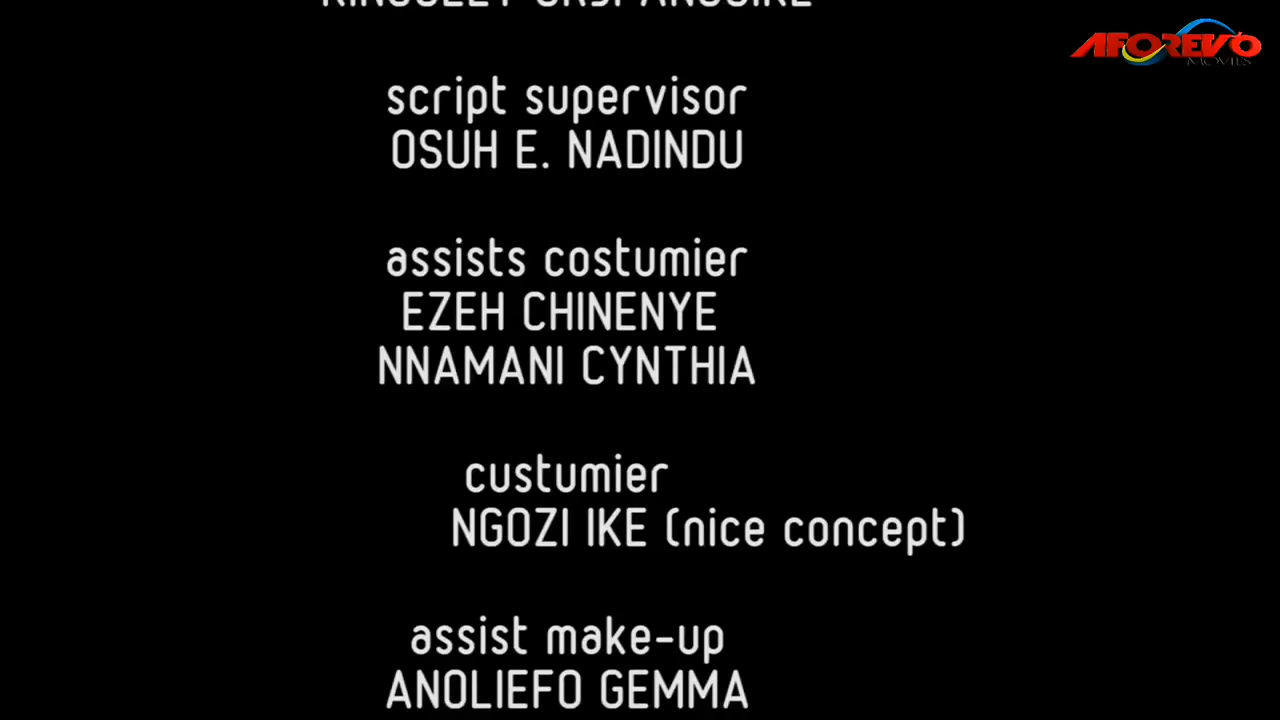 AFOREVO
MOVIES
script supervisor
OSUH E. NADINDU
assists costumier
EZEH CHINENYE
NNAMANI CYNTHIA
custumier
NGOZI IKE (nice concept)
assist make-up
ANOLIEFO GEMMA